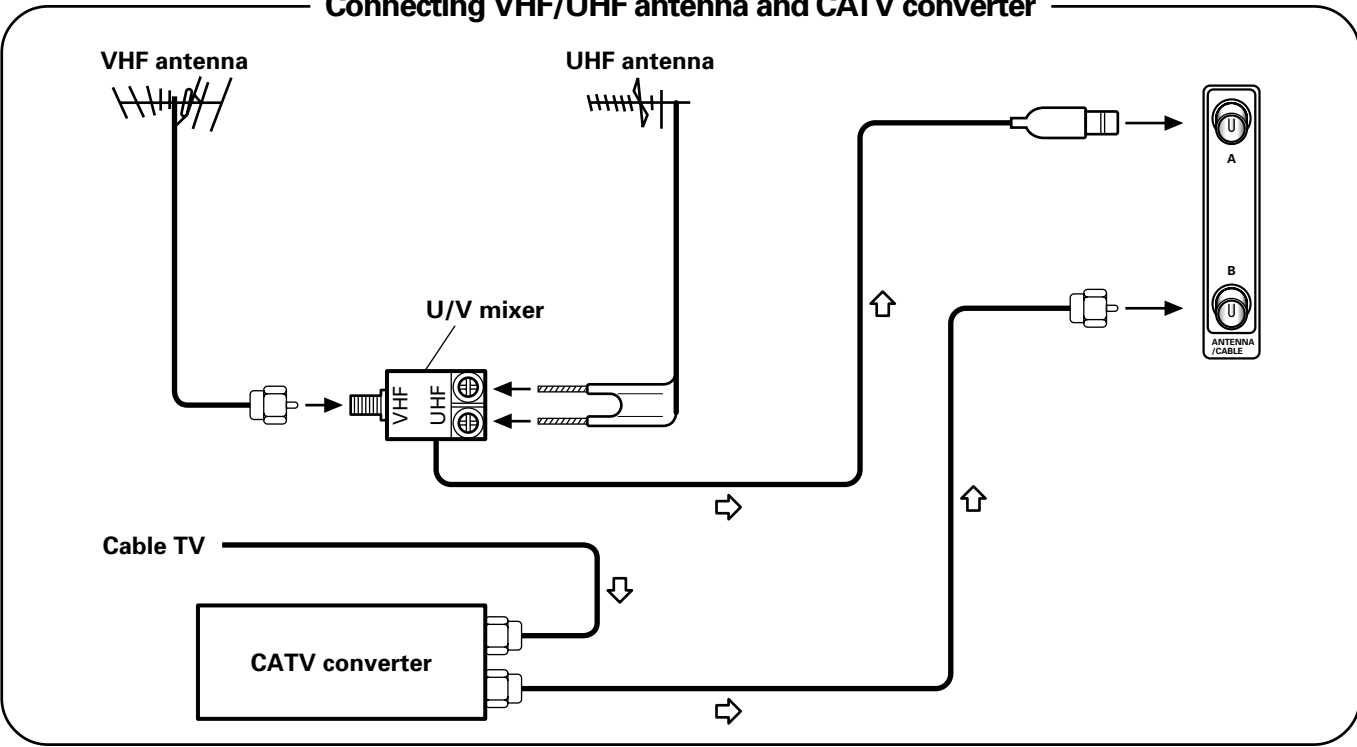 Connecting VHF/UHF antenna and CATV converter
VHF antenna
UHF antenna
A
B
ANTENNA
/CABLE
U/V mixer
VHF
UHF
Cable TV
CATV converter